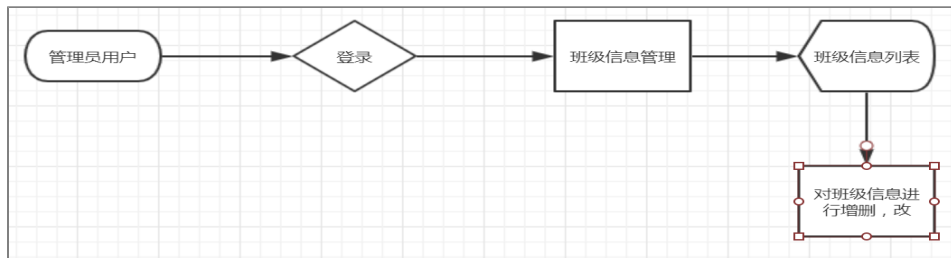 管理员用户
登录
班级信息管理
班级信息列表
对班级信息进
行增删，改